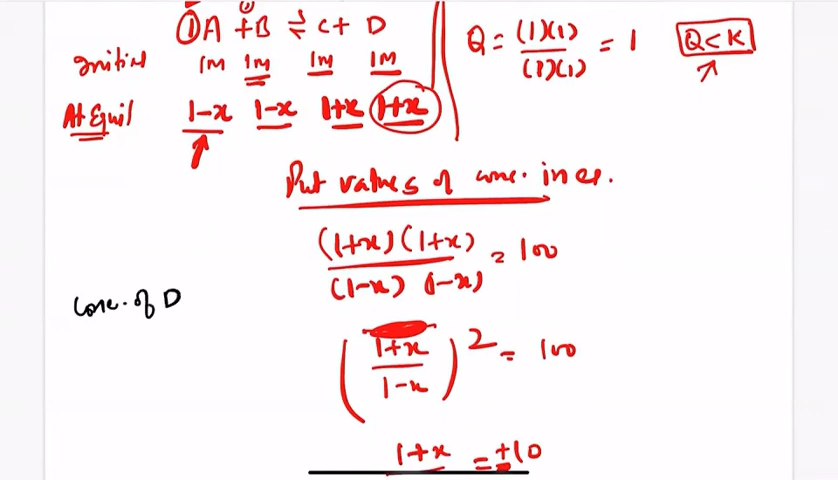 ①A + B ⇌ C + D
Initial 1M 1M 1M 1M
At Equil 1-x 1-x 1+x 1+x
Q = (1)(1) / (1)(1) = 1 Q<K
Put values of conc. in eq.
(1+x)(1+x) / (1-x)(1-x) = 100
Conc. of D
(1+x / 1-x)² = 100
1+x = ±10